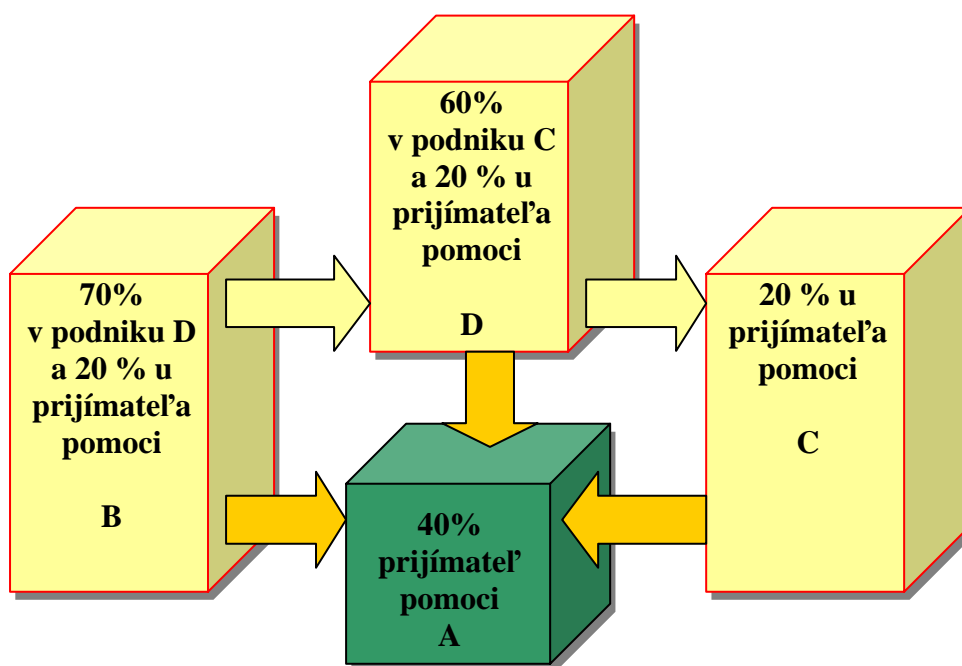 60%
v podniku C
a 20 % u
prijímateľa
pomoci
D
70%
v podniku D
a 20 % u
prijímateľa
pomoci
B
20 % u
prijímateľa
pomoci
C
40%
prijímateľ
pomoci
A